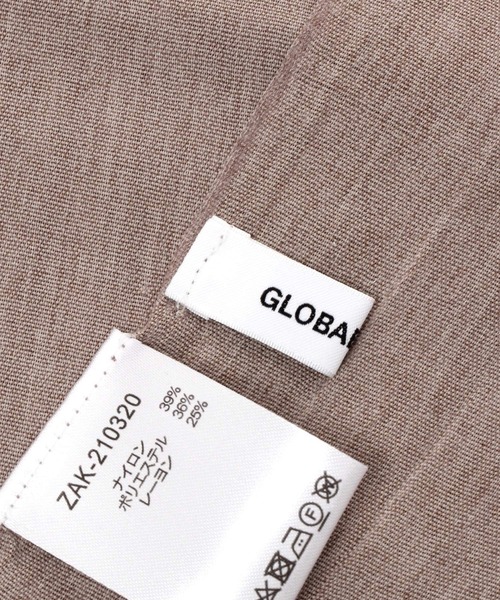 GLOBAL
ZAK-210320
ナイロン 39%
ポリエステル 36%
レーヨン 25%